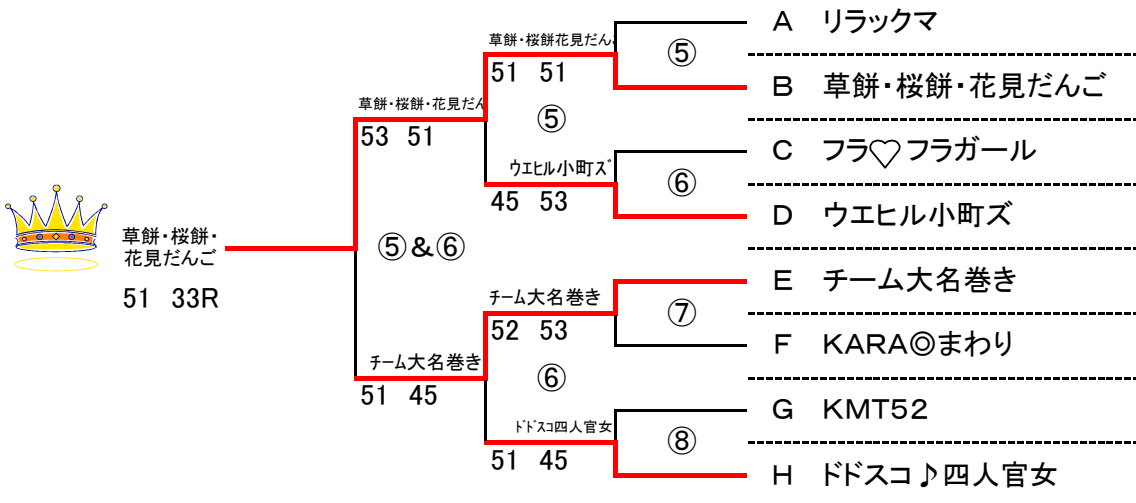 A リラックマ
草餅・桜餅花見だん
⑤
51 51
B 草餅・桜餅・花見だんご
草餅・桜餅・花見だん
53 51
⑤
C フラ♡フラガール
ウエヒル小町ズ
⑥
45 53
D ウエヒル小町ズ
草餅・桜餅・
花見だんご
51 33R
⑤&⑥
E チーム大名巻き
チーム大名巻き
⑦
52 53
F KARA◎まわり
チーム大名巻き
51 45
⑥
G KMT52
ドドスコ四人官女
⑧
51 45
H ドドスコ♪四人官女